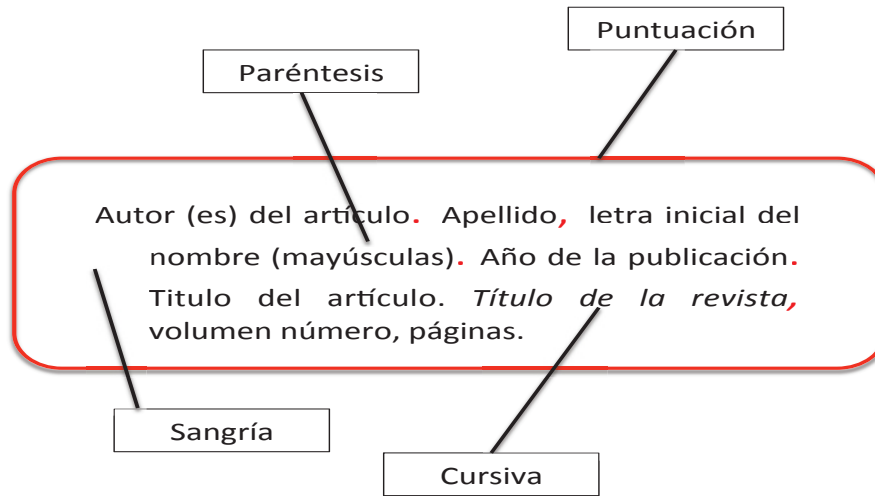 Puntuación
Paréntesis
Autor (es) del artículo. Apellido, letra inicial del
nombre (mayúsculas). Año de la publicación.
Titulo del artículo. Título de la revista,
volumen número, páginas.
Sangría
Cursiva